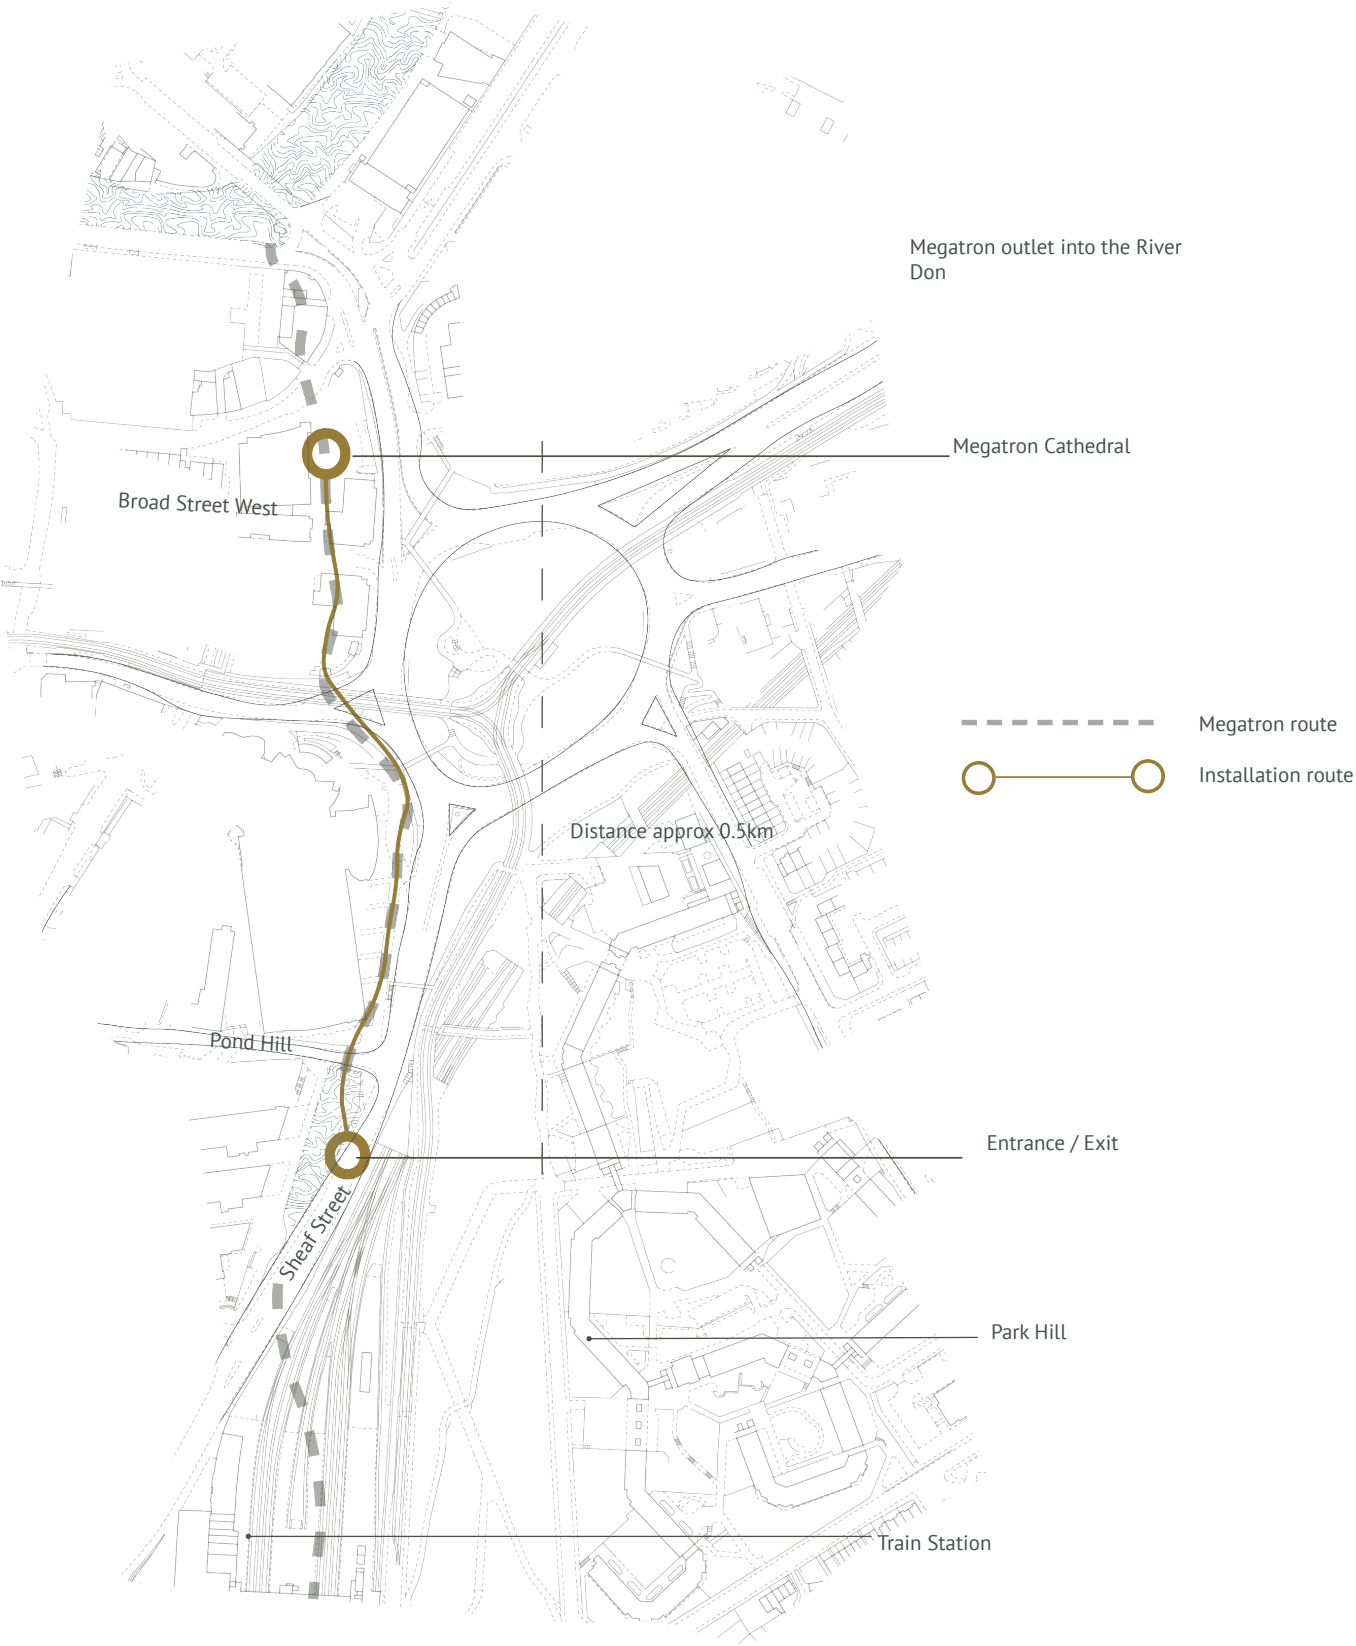 Megatron outlet into the River
Don
Megatron Cathedral
Broad Street West
Megatron route
Installation route
Distance approx 0.5km
Pond Hill
Entrance / Exit
Sheaf Street
Park Hill
Train Station